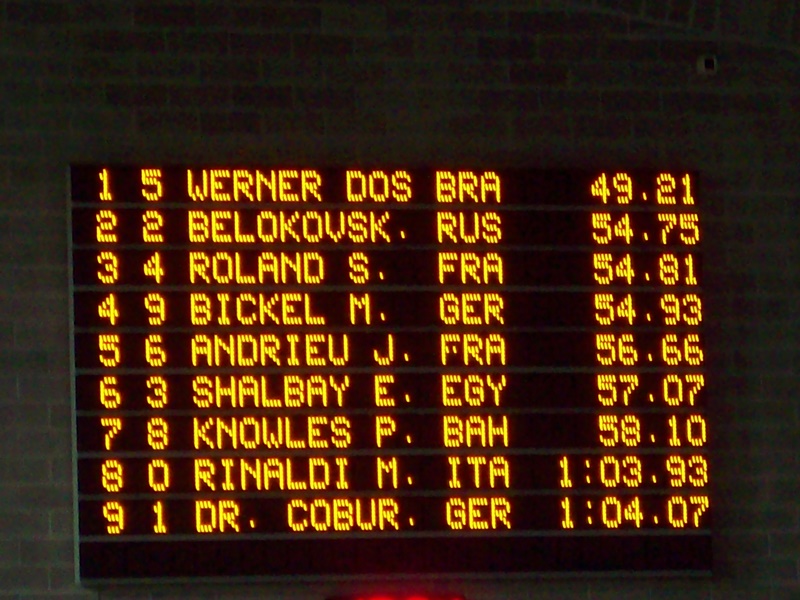 1 5 WERNER DOS BRA 49.21
2 2 BELOKOVSK. RUS 54.75
3 4 ROLAND S. FRA 54.81
4 9 BICKEL M. GER 54.93
5 6 ANDRIEU J. FRA 56.66
6 3 SHALBAY E. EGY 57.07
7 8 KNOWLES P. BAH 58.10
8 0 RINALDI M. ITA 1:03.93
9 1 DR. COBUR. GER 1:04.07